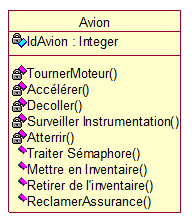 Avion
IdAvion : Integer
TournerMoteur()
Accélérer()
Decoller()
Surveiller Instrumentation()
Atterrir()
Traiter Sémaphore()
Mettre en Inventaire()
Retirer de l'inventaire()
ReclamerAssurance()